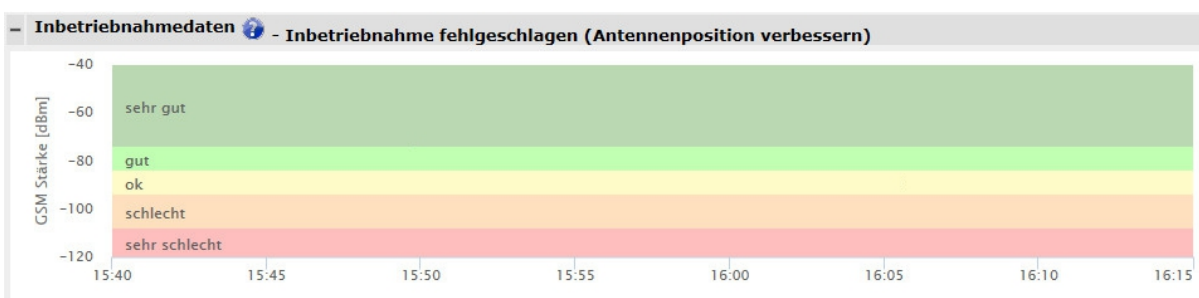 – Inbetriebnahmedaten ? - Inbetriebnahme fehlgeschlagen (Antennenposition verbessern)
GSM Stärke [dBm]
−40
sehr gut
−60
−80
gut
ok
−100
schlecht
sehr schlecht
−120
15:40 15:45 15:50 15:55 16:00 16:05 16:10 16:15